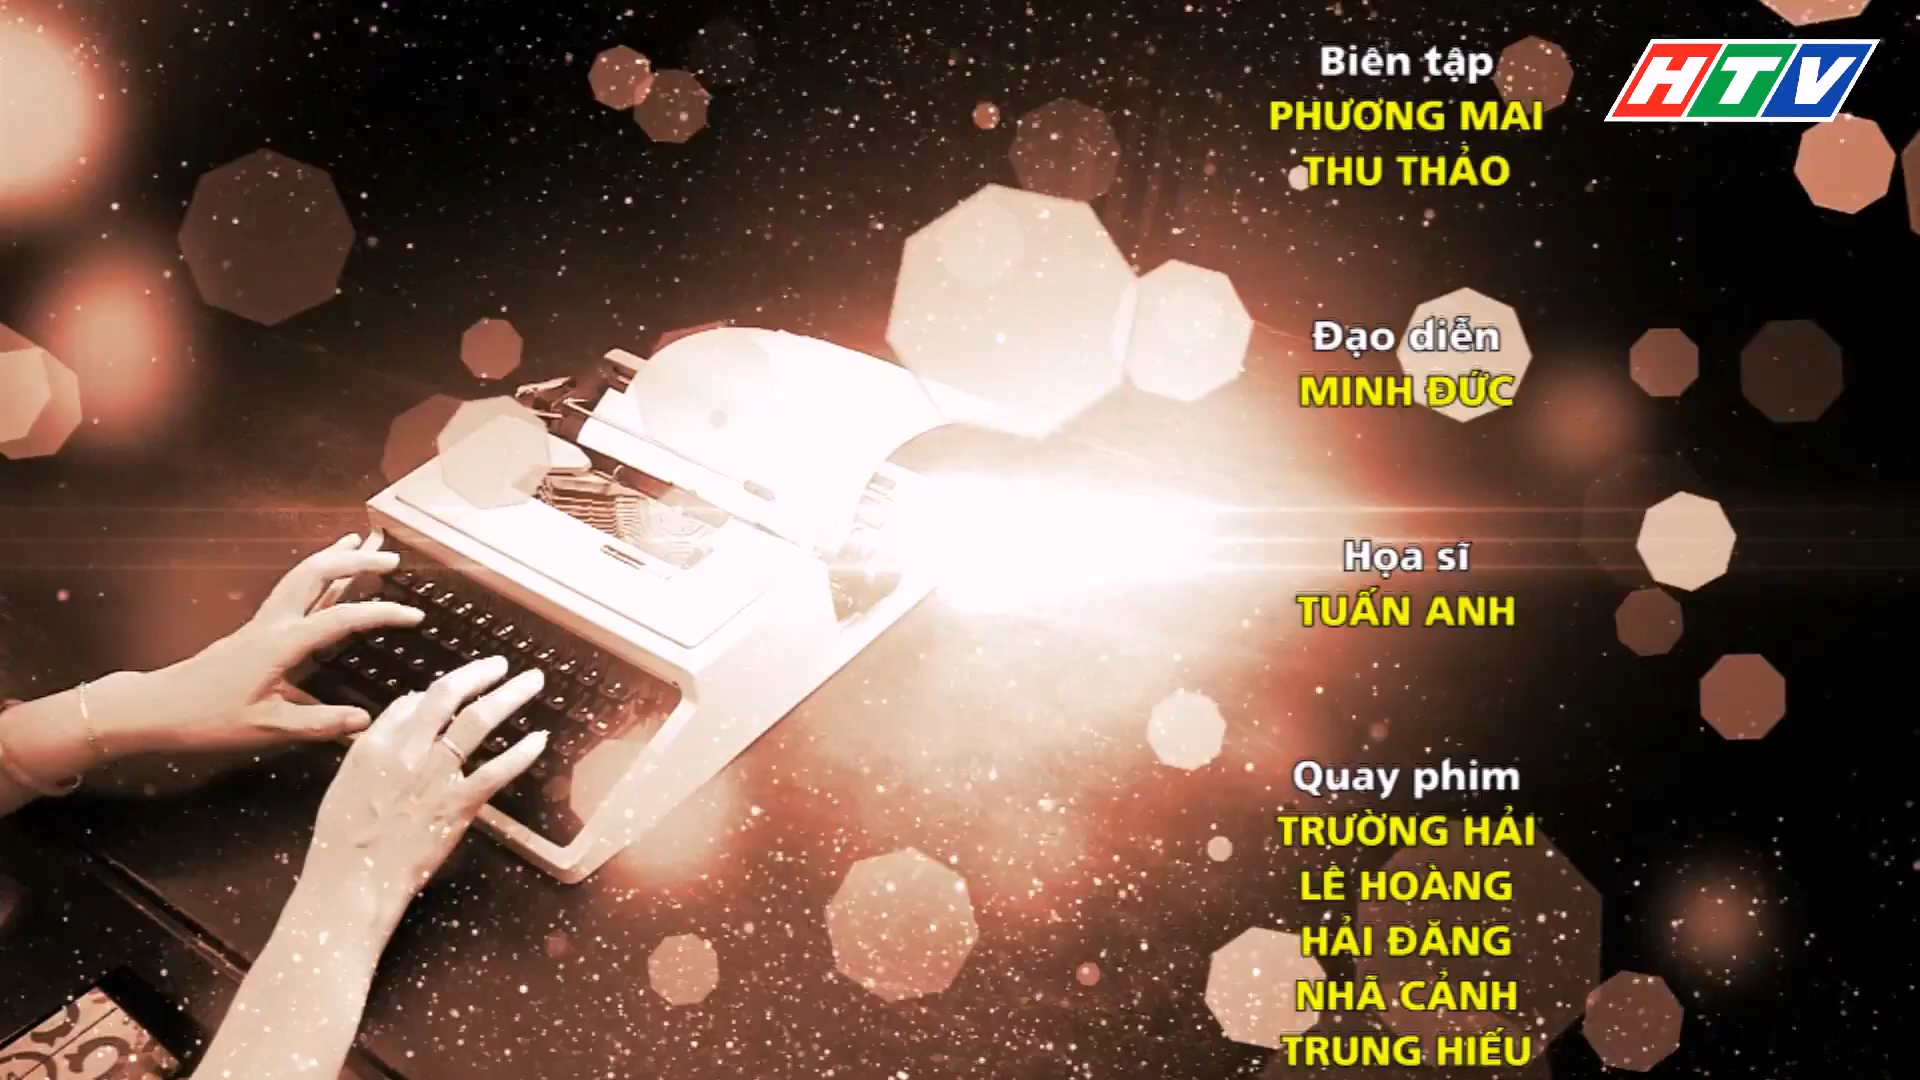 Biên tập
PHƯƠNG MAI
THU THẢO
HTV
Đạo diễn
MINH ĐỨC
Họa sĩ
TUẤN ANH
Quay phim
TRƯỜNG HẢI
LÊ HOÀNG
HẢI ĐĂNG
NHÃ CẢNH
TRUNG HIẾU